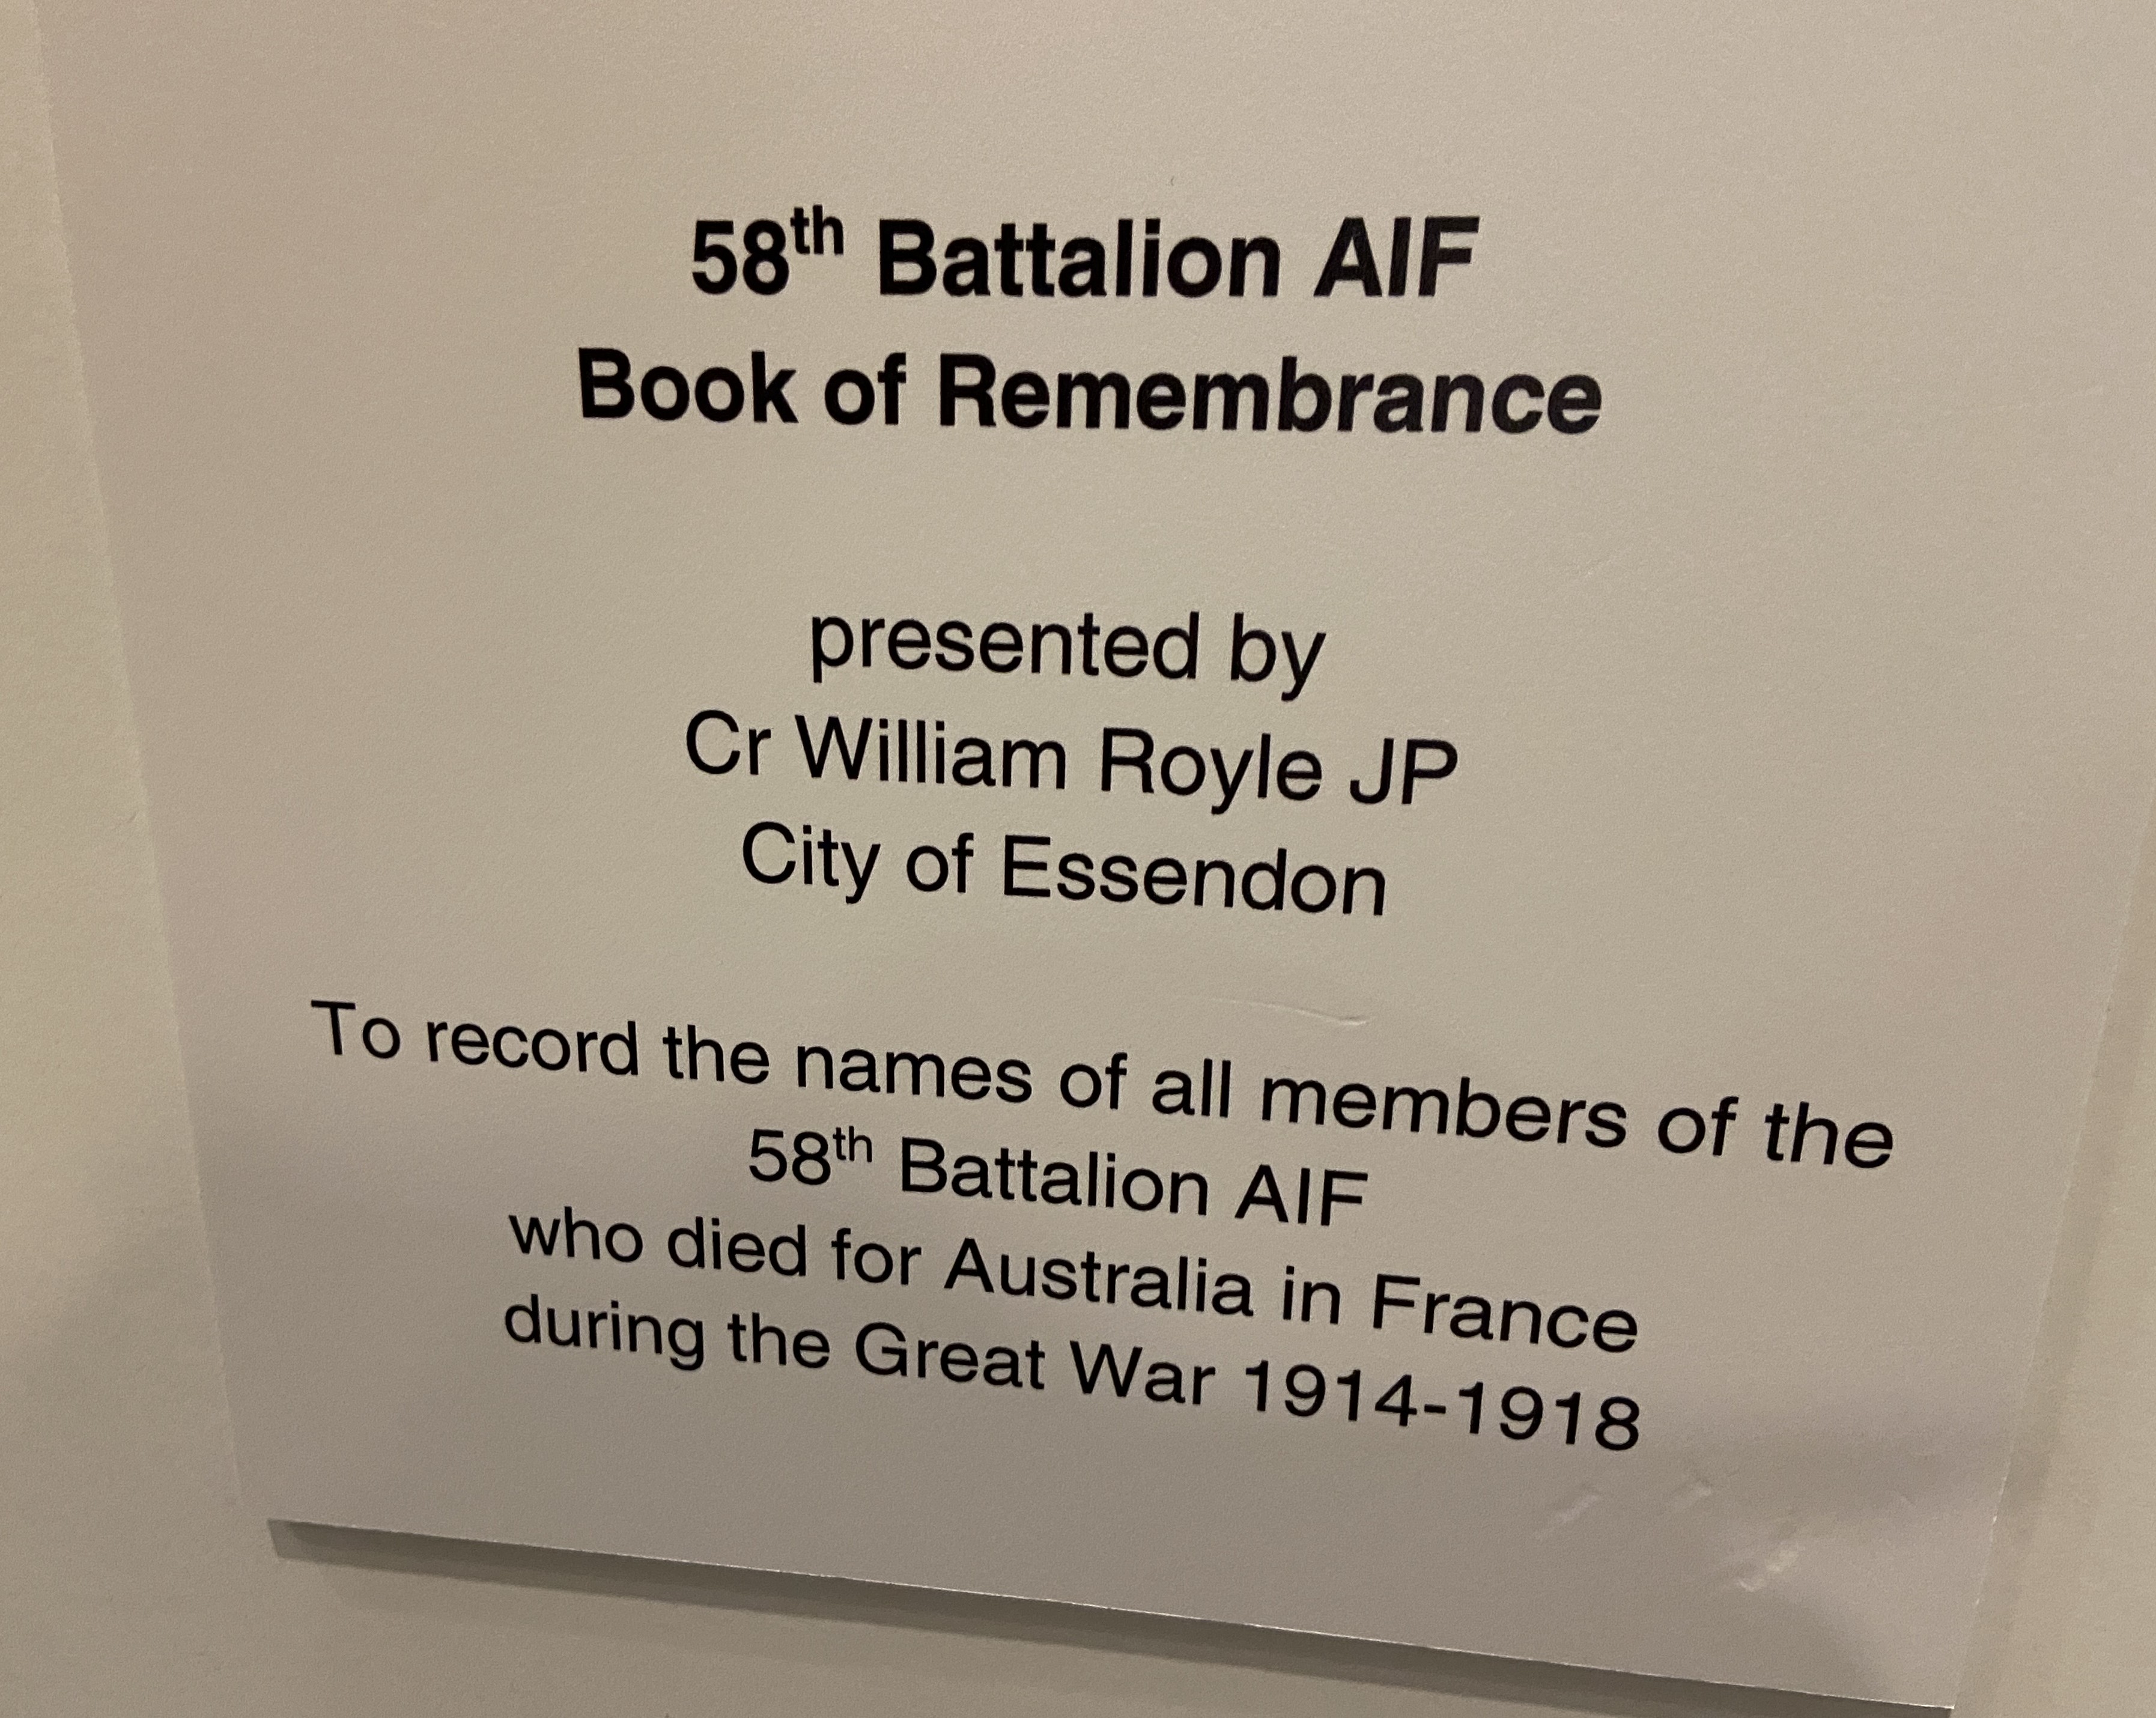 58th Battalion AIF
Book of Remembrance
presented by
Cr William Royle JP
City of Essendon
To record the names of all members of the
58th Battalion AIF
who died for Australia in France
during the Great War 1914-1918